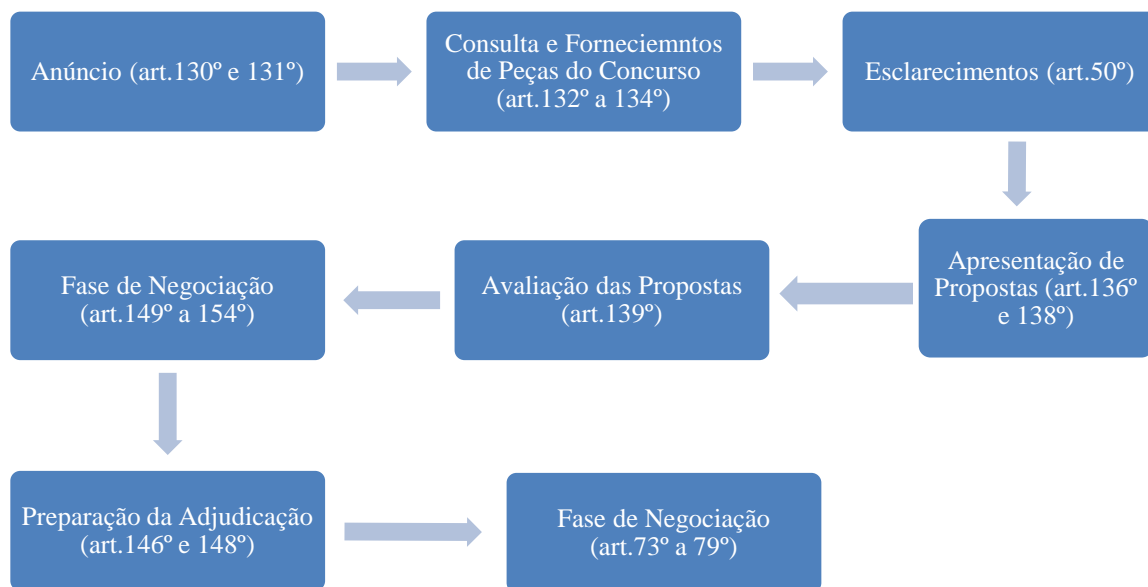 Anúncio (art.130º e 131º)
Consulta e Forneciemntos
de Peças do Concurso
(art.132º a 134º)
Esclarecimentos (art.50º)
Apresentação de
Propostas (art.136º
e 138º)
Avaliação das Propostas
(art.139º)
Fase de Negociação
(art.149º a 154º)
Preparação da Adjudicação
(art.146º e 148º)
Fase de Negociação
(art.73º a 79º)